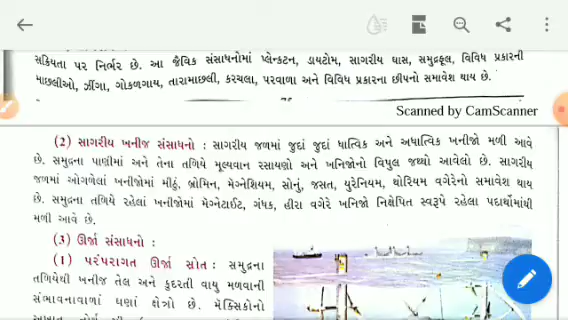 સક્રિયતા પર નિર્ભર છે. આ જૈવિક સંસાધનોમાં પ્લેન્કટન, ડાયટોમ, સાગરીય ઘાસ, સમુદ્રફૂલ, વિવિધ પ્રકારની
માછલીઓ, ઝીંગા, ગોકળગાય, તારામાછલી, કરચલા, પરવાળા અને વિવિધ પ્રકારના છીપનો સમાવેશ થાય છે.
Scanned by CamScanner
(2) સાગરીય ખનીજ સંસાધનો : સાગરીય જળમાં જુદાં જુદાં ધાત્વિક અને અધાત્વિક ખનીજો મળી આવે
છે. સમુદ્રના પાણીમાં અને તેના તળિયે મૂલ્યવાન રસાયણો અને ખનિજોનો વિપુલ જથ્થો આવેલો છે. સાગરીય
જળમાં ઓગળેલાં ખનીજોમાં મીઠું, બ્રોમિન, મૅગ્નેશિયમ, સોનું, જસત, યુરેનિયમ, થોરિયમ વગેરેનો સમાવેશ થાય
છે. સમુદ્રના તળિયે રહેલાં ખનીજોમાં મૅગ્નેટાઈટ, ગંધક, હીરા વગેરે ખનિજો નિક્ષેપિત સ્વરૂપે રહેલા પદાર્થોમાંથી
મળી આવે છે.
(3) ઊર્જા સંસાધનો :
(1) પરંપરાગત ઊર્જા સ્રોત : સમુદ્રના
તળિયેથી ખનીજ તેલ અને કુદરતી વાયુ મળવાની
સંભાવનાવાળાં ઘણાં ક્ષેત્રો છે. મૅક્સિકોનો